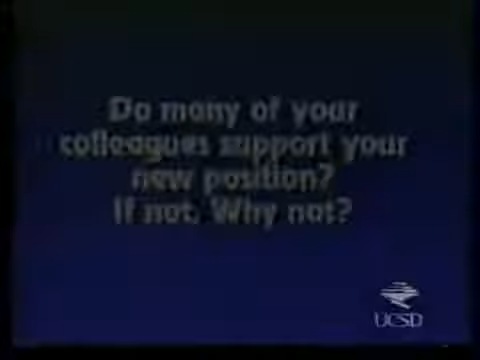 Do many of your
colleagues support your
new position?
If not, Why not?
UCSD